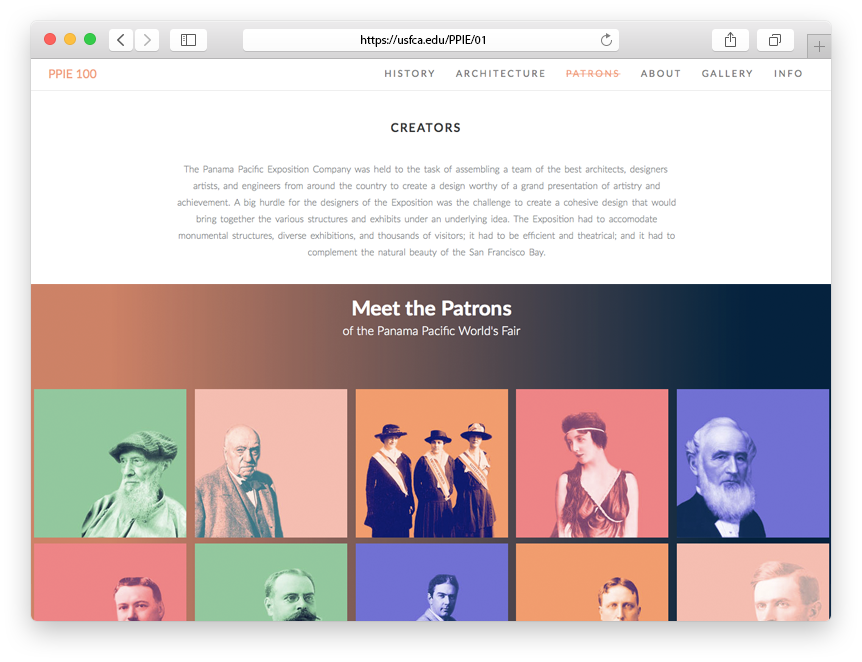 https://usfca.edu/PPIE/01
PPIE 100
HISTORY ARCHITECTURE PATRONS ABOUT GALLERY INFO
CREATORS
The Panama Pacific Exposition Company was held to the task of assembling a team of the best architects, designers
artists, and engineers from around the country to create a design worthy of a grand presentation of artistry and
achievement. A big hurdle for the designers of the Exposition was the challenge to create a cohesive design that would
bring together the various structures and exhibits under an underlying idea. The Exposition had to accomodate
monumental structures, diverse exhibitions, and thousands of visitors; it had to be efficient and theatrical; and it had to
complement the natural beauty of the San Francisco Bay.
Meet the Patrons
of the Panama Pacific World's Fair